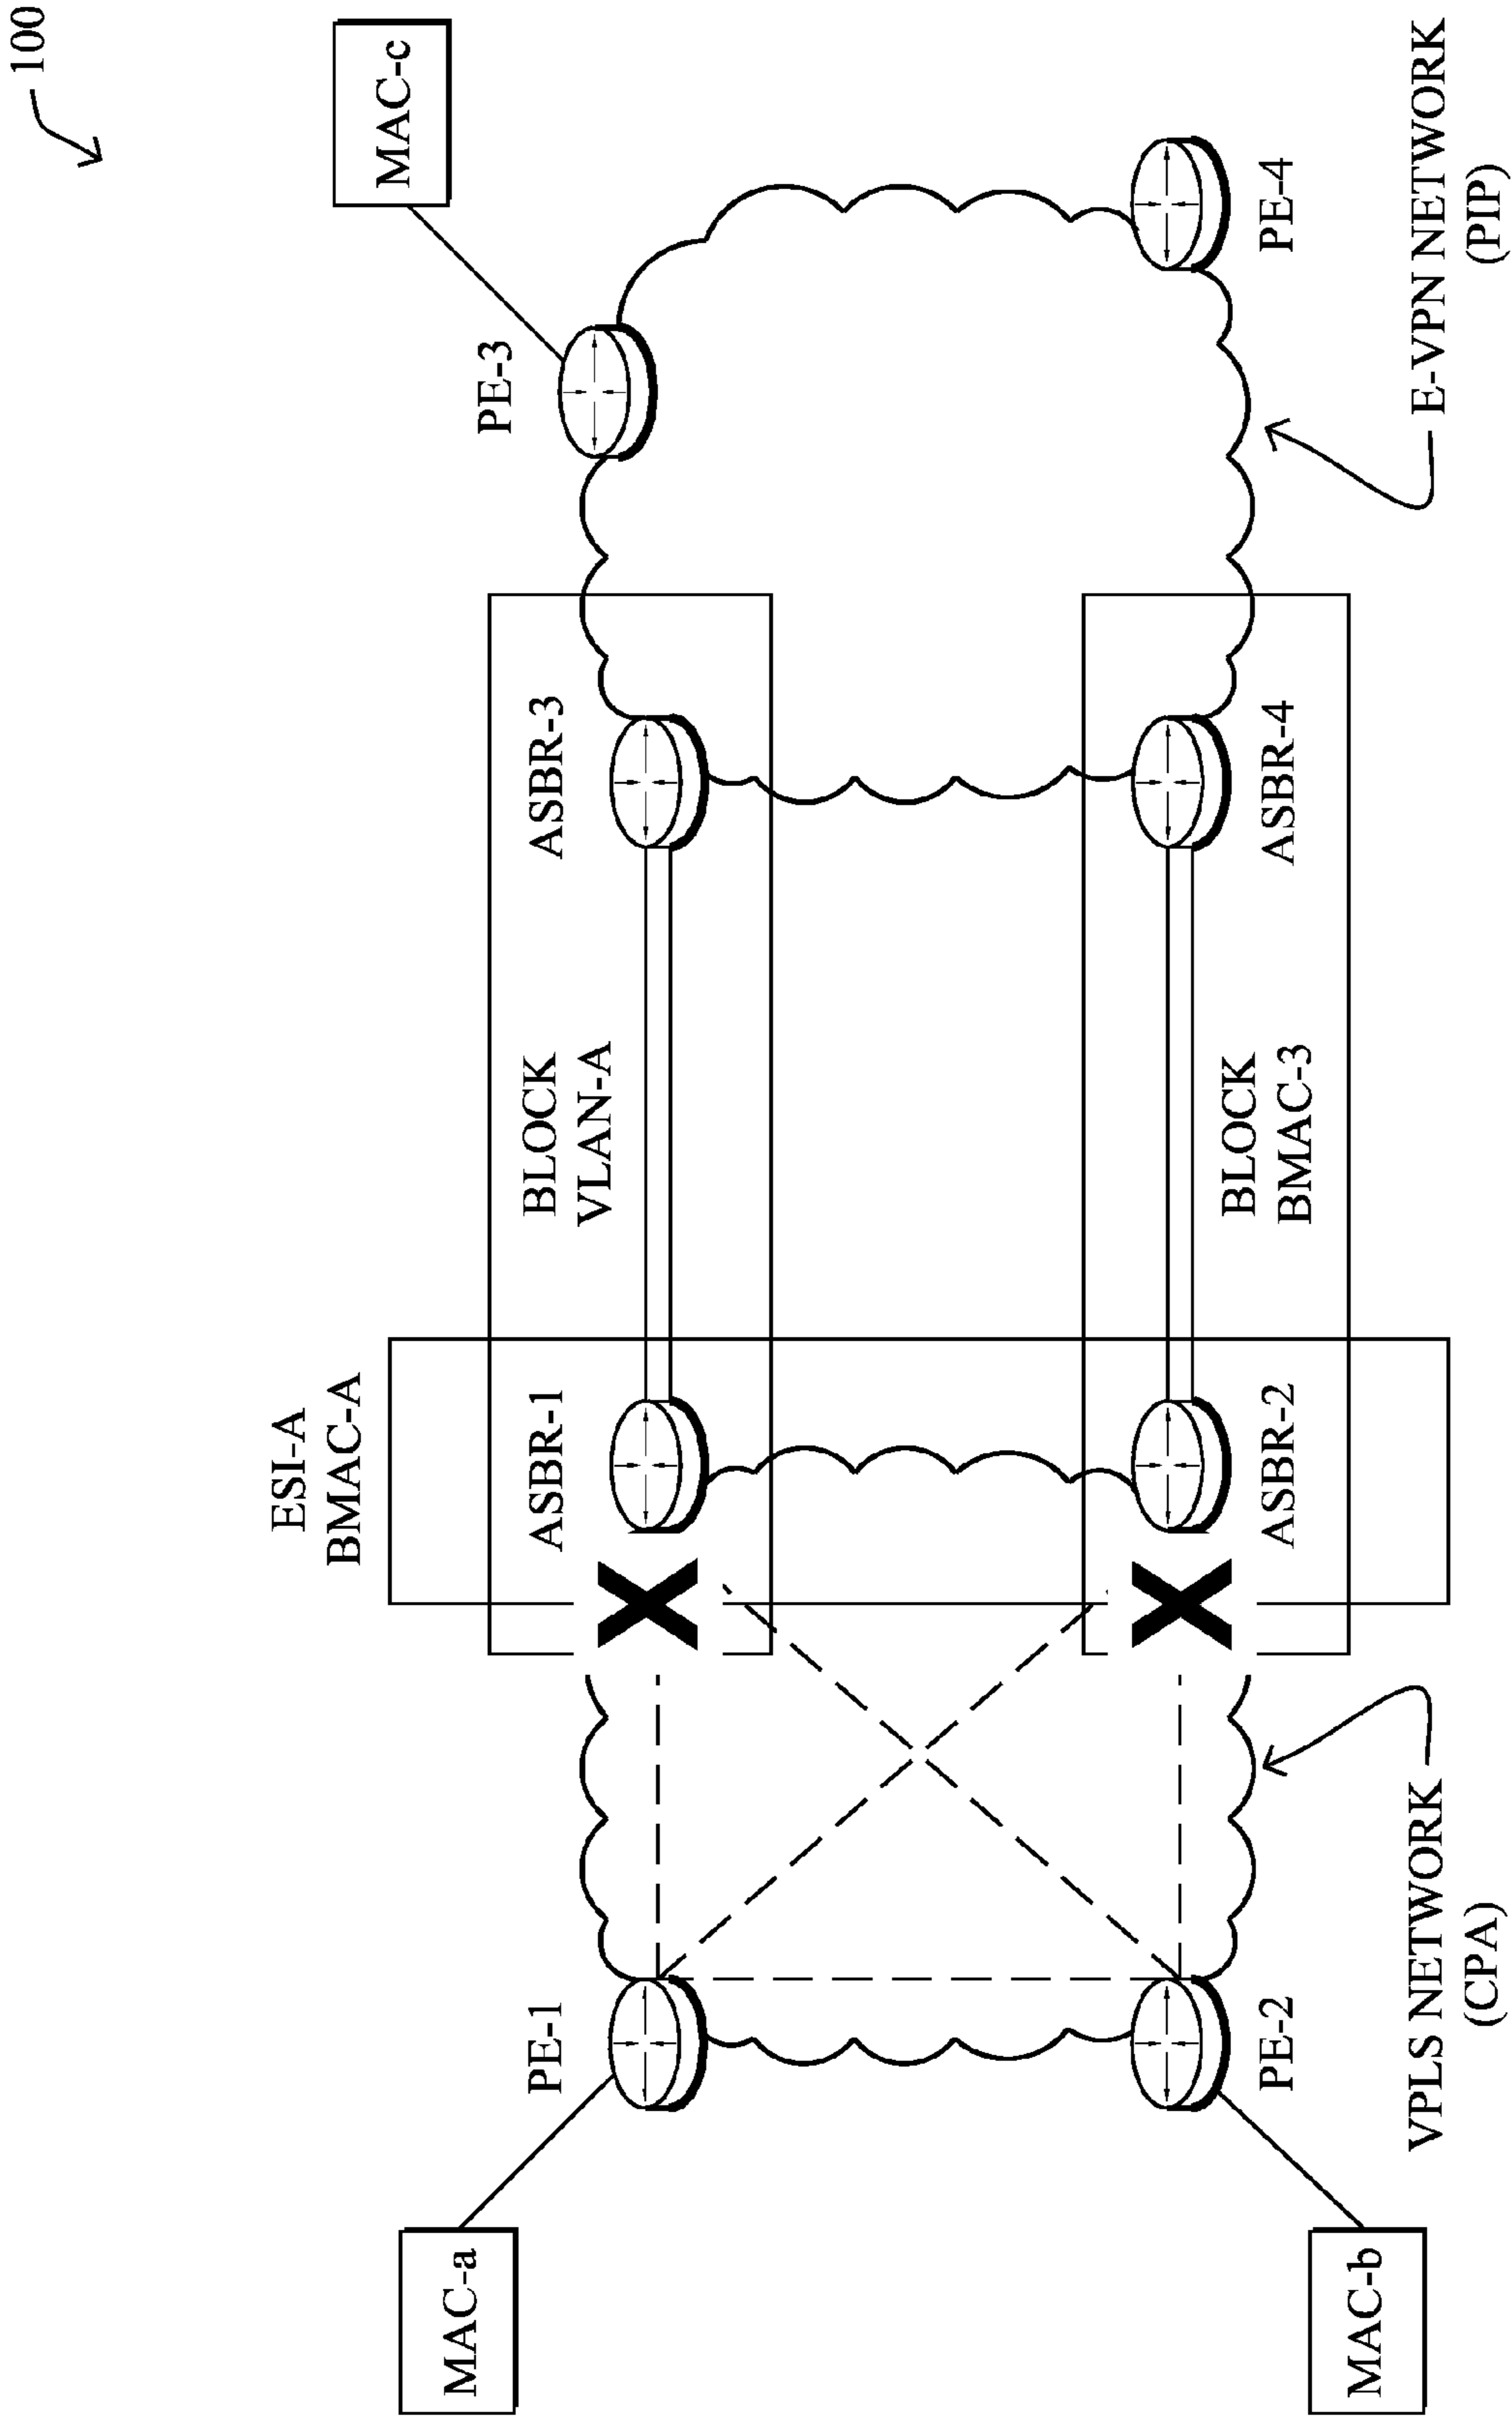 100
MAC-c
PE-3
PE-4
E-VPN NETWORK
(PIP)
ASBR-3
ASBR-4
BLOCK
VLAN-A
BLOCK
BMAC-3
ESI-A
BMAC-A
ASBR-1
ASBR-2
PE-1
PE-2
VPLS NETWORK
(CPA)
MAC-a
MAC-b